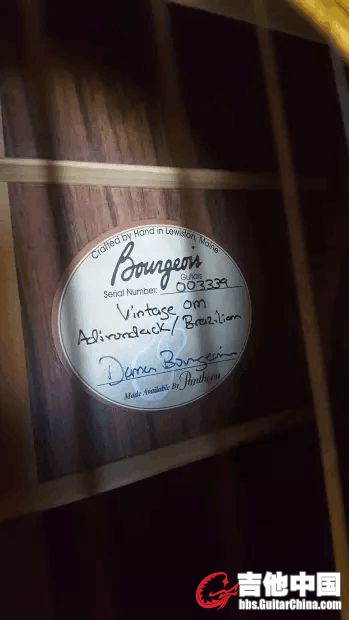 Crafted by Hand in Lewiston, Maine
Bourgeois
Guitars
Serial Number: 003339
Vintage OM
Adirondack/Brazilian
Dana Bourgeois
Made Available By Pantheon
吉他中国
bbs.GuitarChina.com